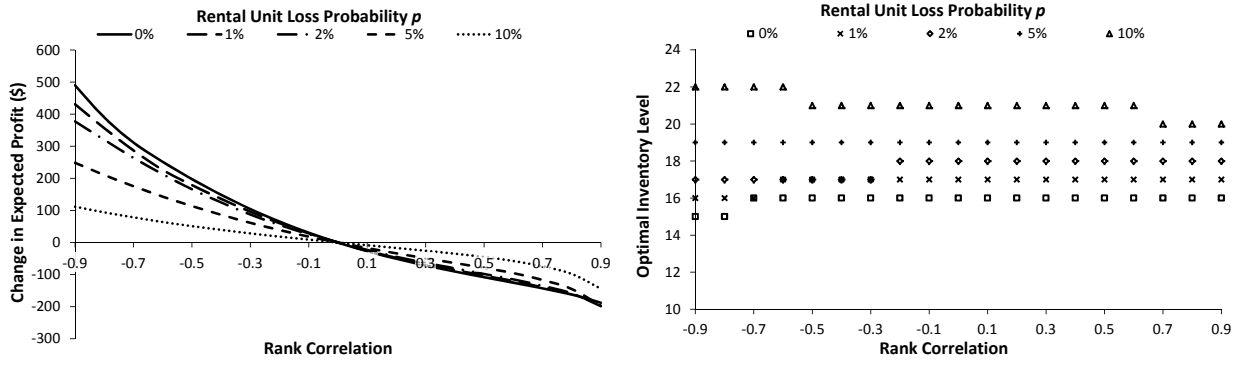 Rental Unit Loss Probability p
0% 1% 2% 5% 10%
600
500
400
300
200
100
0
-100
-200
-300
-0.9 -0.7 -0.5 -0.3 -0.1 0.1 0.3 0.5 0.7 0.9
Change in Expected Profit ($)
Rank Correlation
Rental Unit Loss Probability p
0% 1% 2% 5% 10%
24
22
20
18
16
14
12
10
-0.9 -0.7 -0.5 -0.3 -0.1 0.1 0.3 0.5 0.7 0.9
Optimal Inventory Level
Rank Correlation